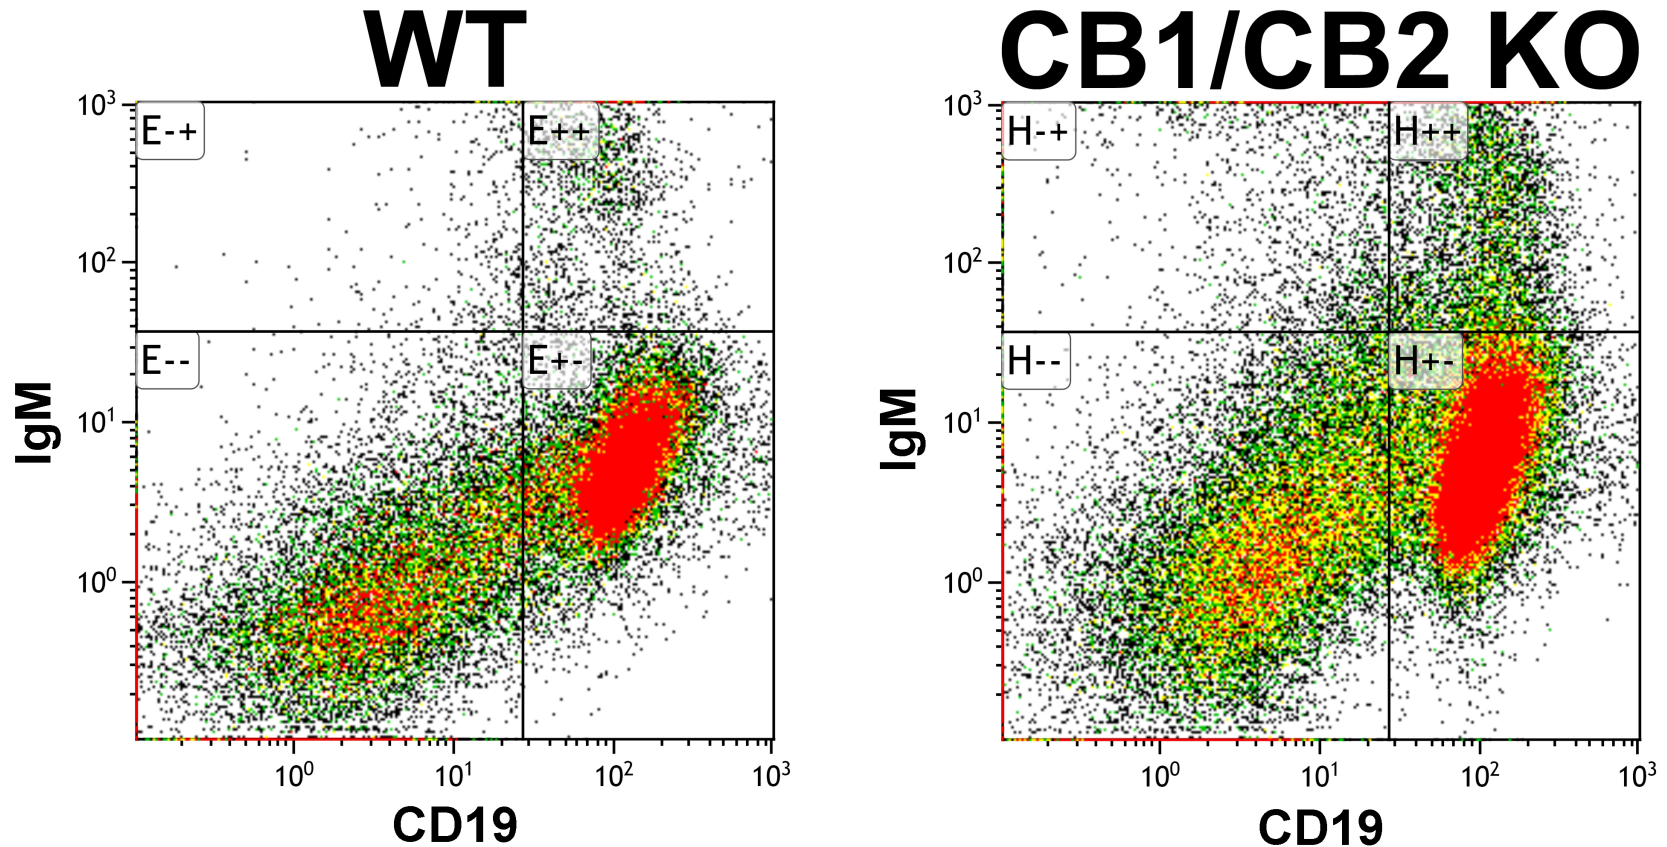 WT
CB1/CB2 KO
10³
E-+
E++
10²
E--
E+-
10¹
10⁰
IgM
10⁰
10¹
10²
10³
CD19
10³
H-+
H++
10²
H--
H+-
10¹
10⁰
IgM
10⁰
10¹
10²
10³
CD19